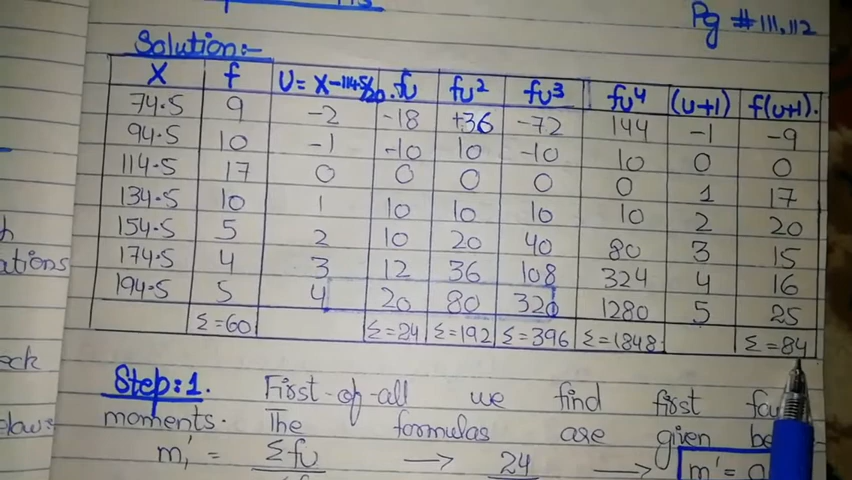 Pg #111,112
Solution:-
X f U= X-114.5/20 . fu fu² fu³ fu⁴ (u+1) f(u+1).
74.5 9 -2 -18 +36 -72 144 -1 -9
94.5 10 -1 -10 10 -10 10 0 0
114.5 17 0 0 0 0 0 1 17
134.5 10 1 10 10 10 10 2 20
154.5 5 2 10 20 40 80 3 15
174.5 4 3 12 36 108 324 4 16
194.5 5 4 20 80 320 1280 5 25
Σ=60 Σ=24 Σ=192 Σ=396 Σ=1848 Σ=84
ations
eck
Step:1. First-of-all we find first
moments. The formulas are given
m₁' = Σfu → 24 → m' =